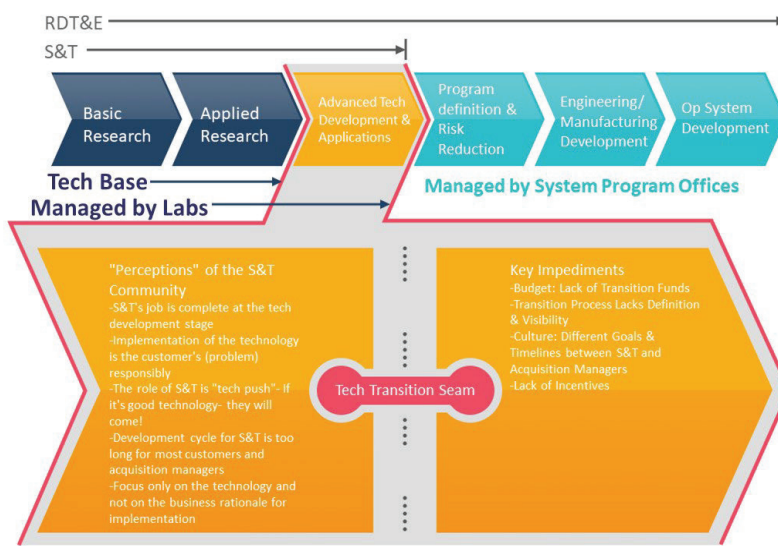 RDT&E
S&T
Basic
Research
Applied
Research
Advanced Tech
Development &
Applications
Program
definition &
Risk
Reduction
Engineering/
Manufacturing
Development
Op System
Development
Tech Base
Managed by Labs
Managed by System Program Offices
"Perceptions" of the S&T
Community
-S&T's job is complete at the tech
development stage
-Implementation of the technology
is the customer's (problem)
responsibly
-The role of S&T is "tech push"- If
it's good technology- they will
come!
-Development cycle for S&T is too
long for most customers and
acquisition managers
-Focus only on the technology and
not on the business rationale for
implementation
Tech Transition Seam
Key Impediments
-Budget: Lack of Transition Funds
-Transition Process Lacks Definition
& Visibility
-Culture: Different Goals &
Timelines between S&T and
Acquisition Managers
-Lack of Incentives